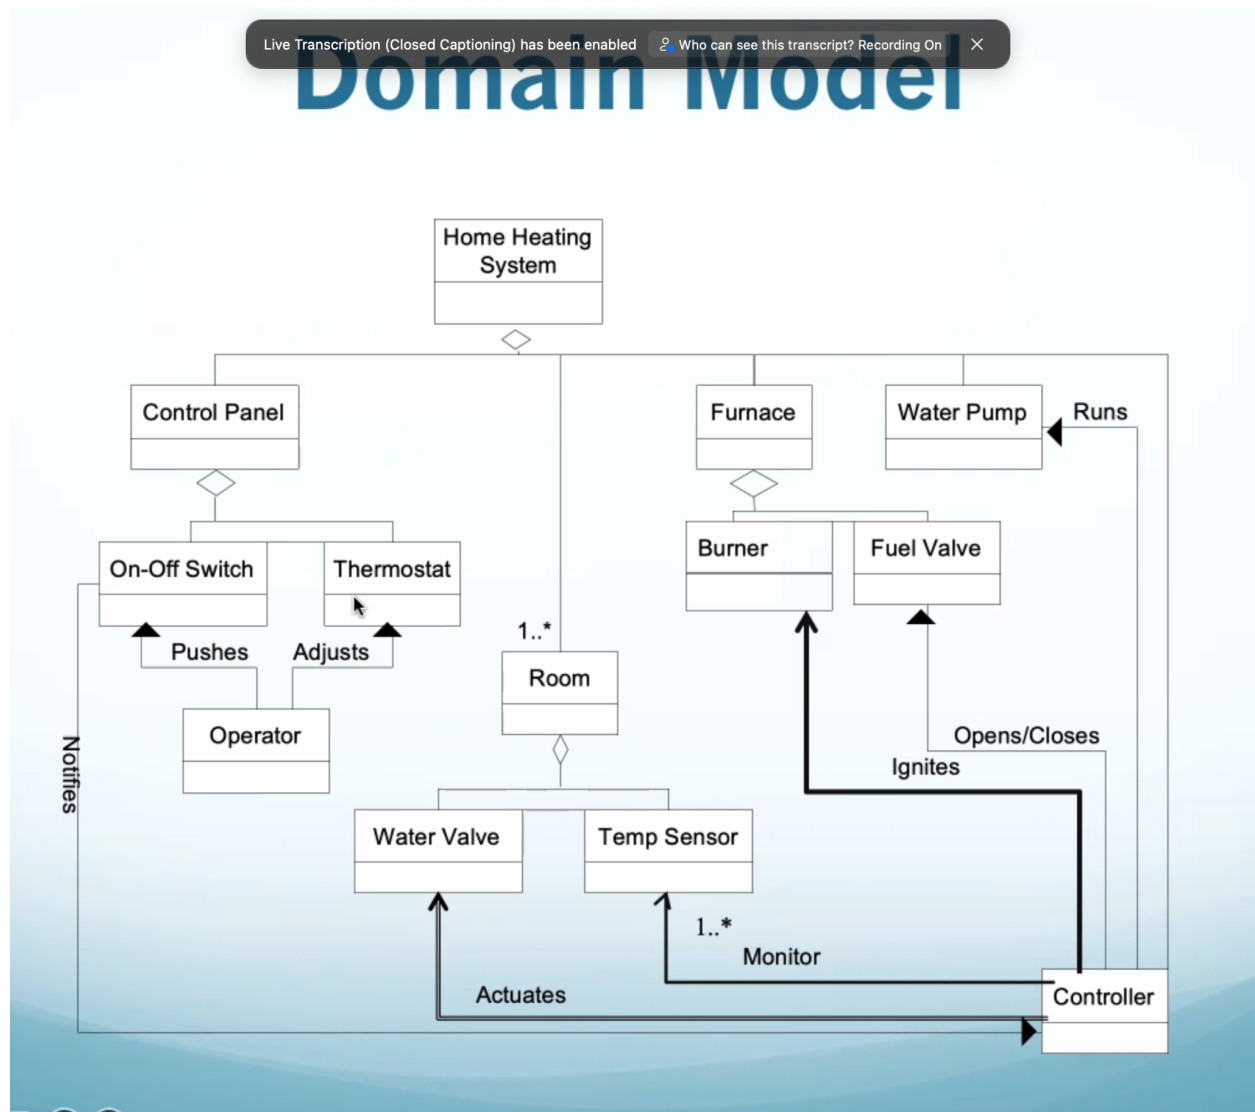 Live Transcription (Closed Captioning) has been enabled
Who can see this transcript? Recording On
Domain Model
Home Heating
System
Control Panel
Furnace
Water Pump
Runs
On-Off Switch
Thermostat
Burner
Fuel Valve
Pushes
Adjusts
1..*
Room
Operator
Notifies
Opens/Closes
Ignites
Water Valve
Temp Sensor
1..*
Monitor
Actuates
Controller